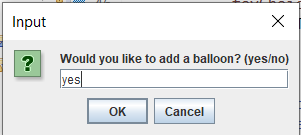 Input
?
Would you like to add a balloon? (yes/no)
yes
OK Cancel